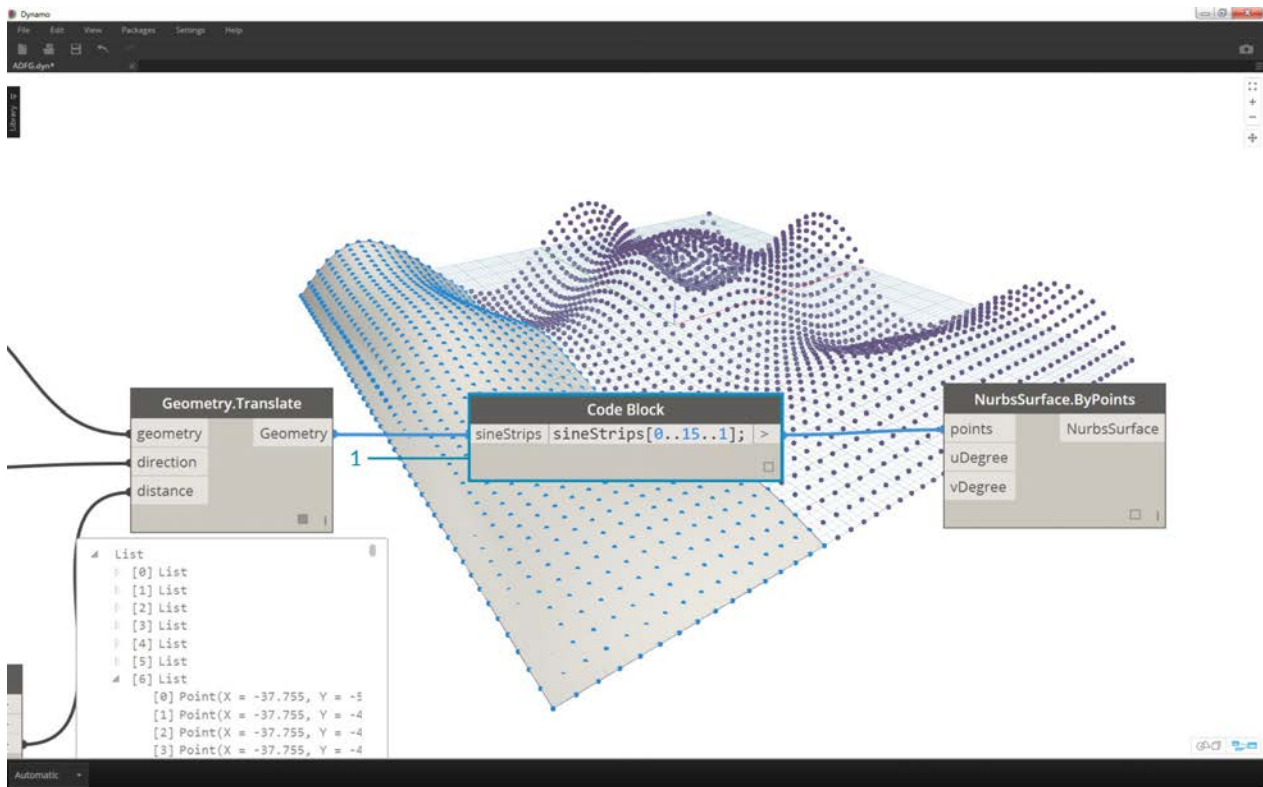 Dynamo
File Edit View Packages Settings Help
ADFG.dyn*
Library
Geometry.Translate
geometry Geometry
direction
distance
Code Block
sineStrips sineStrips[0..15..1]; >
1
NurbsSurface.ByPoints
points NurbsSurface
uDegree
vDegree
List
[0] List
[1] List
[2] List
[3] List
[4] List
[5] List
[6] List
[0] Point(X = -37.755, Y = -5
[1] Point(X = -37.755, Y = -4
[2] Point(X = -37.755, Y = -4
[3] Point(X = -37.755, Y = -4
Automatic